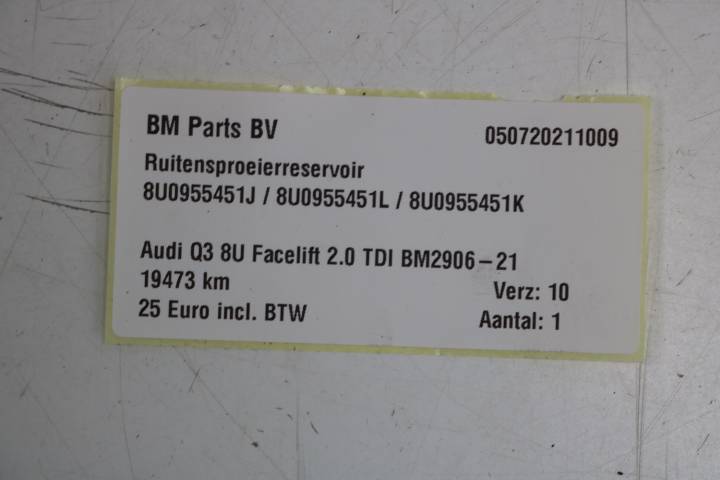 BM Parts BV 050720211009
Ruitensproeierreservoir
8U0955451J / 8U0955451L / 8U0955451K
Audi Q3 8U Facelift 2.0 TDI BM2906-21
19473 km Verz: 10
25 Euro incl. BTW Aantal: 1